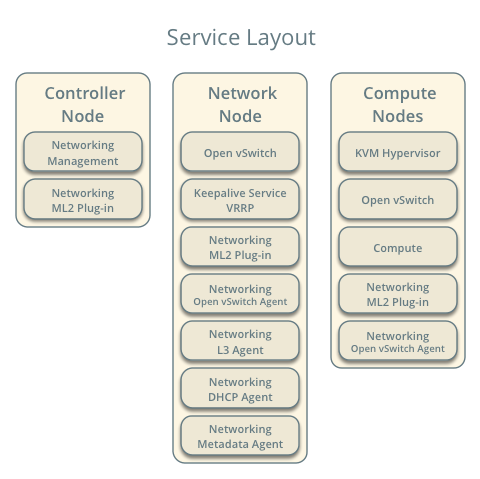 Service Layout
Controller
Node
Networking
Management
Networking
ML2 Plug-in
Network
Node
Open vSwitch
Keepalive Service
VRRP
Networking
ML2 Plug-in
Networking
Open vSwitch Agent
Networking
L3 Agent
Networking
DHCP Agent
Networking
Metadata Agent
Compute
Nodes
KVM Hypervisor
Open vSwitch
Compute
Networking
ML2 Plug-in
Networking
Open vSwitch Agent